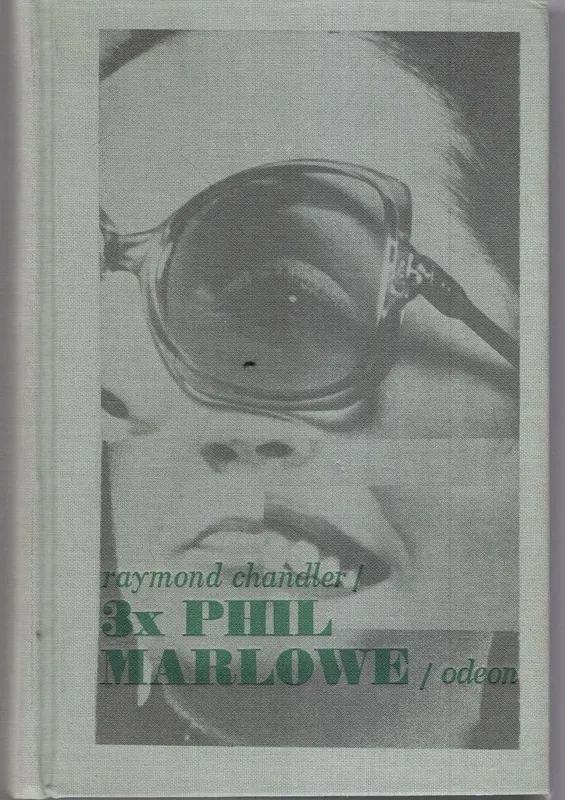 raymond chandler /
3x PHIL
MARLOWE / odeon